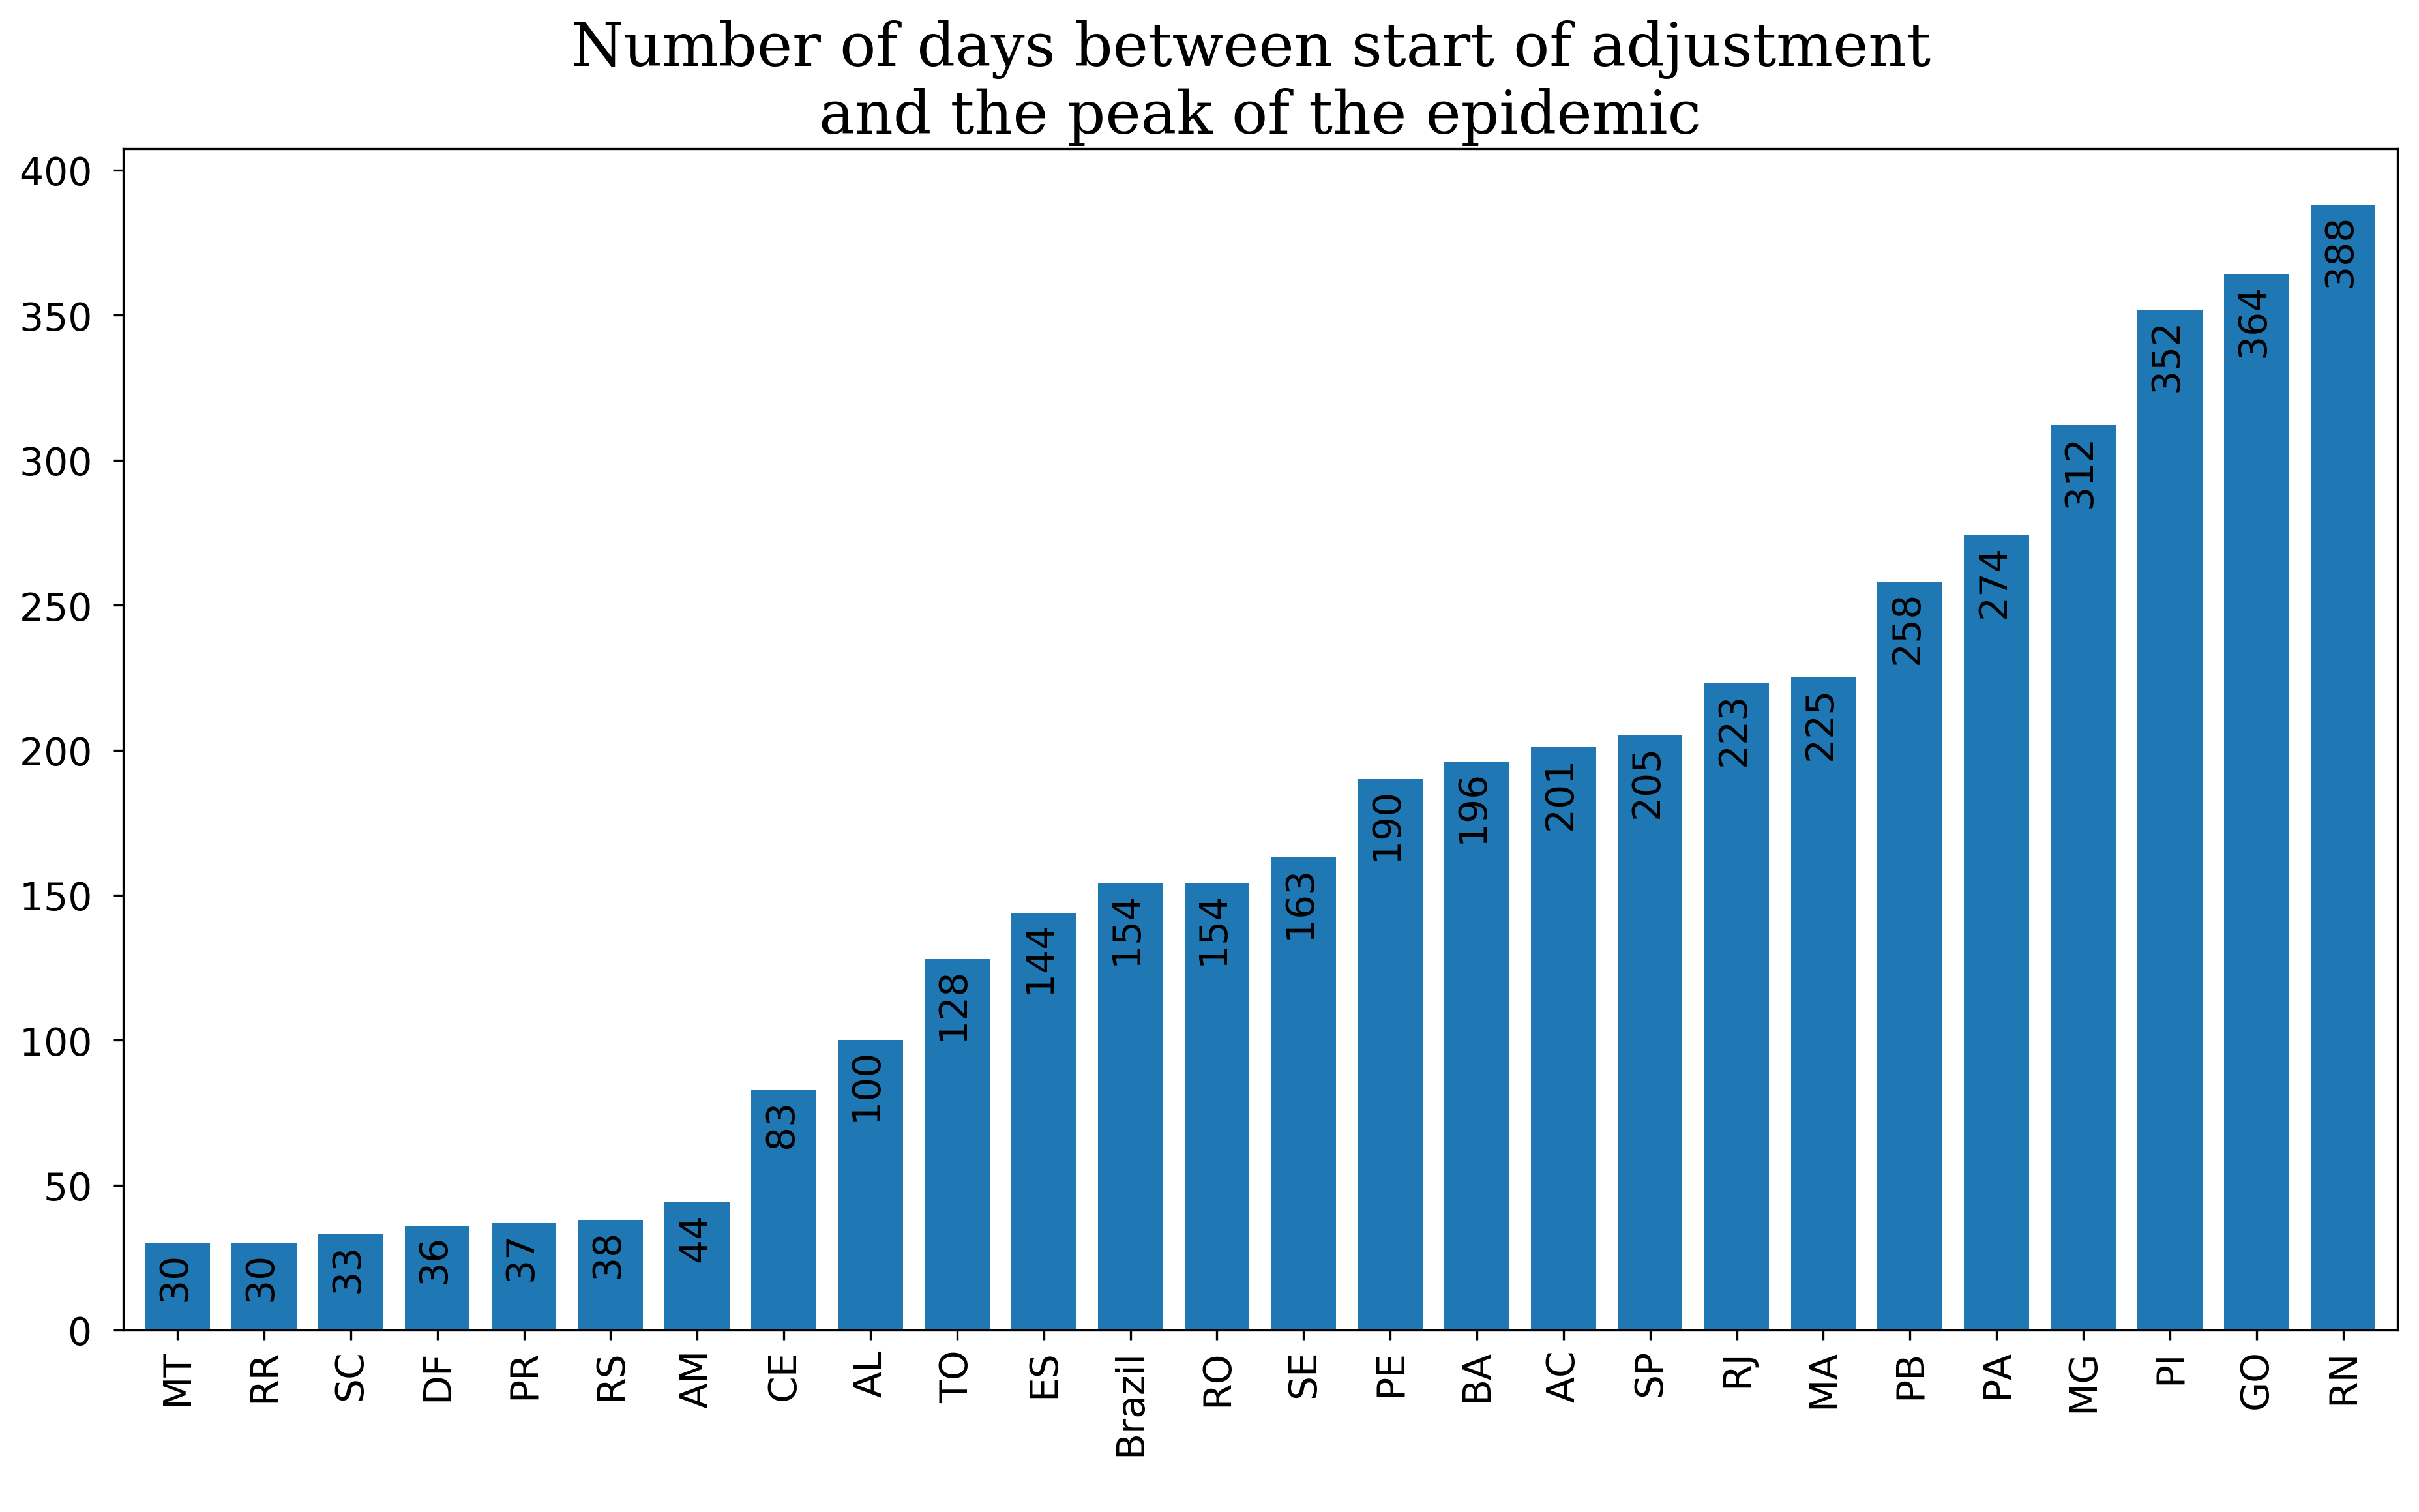 Number of days between start of adjustment
and the peak of the epidemic
400
350
300
250
200
150
100
50
0
30
30
33
36
37
38
44
83
100
128
144
154
154
163
190
196
201
205
223
225
258
274
312
352
364
388
MT
RR
SC
DF
PR
RS
AM
CE
AL
TO
ES
Brazil
RO
SE
PE
BA
AC
SP
RJ
MA
PB
PA
MG
PI
GO
RN